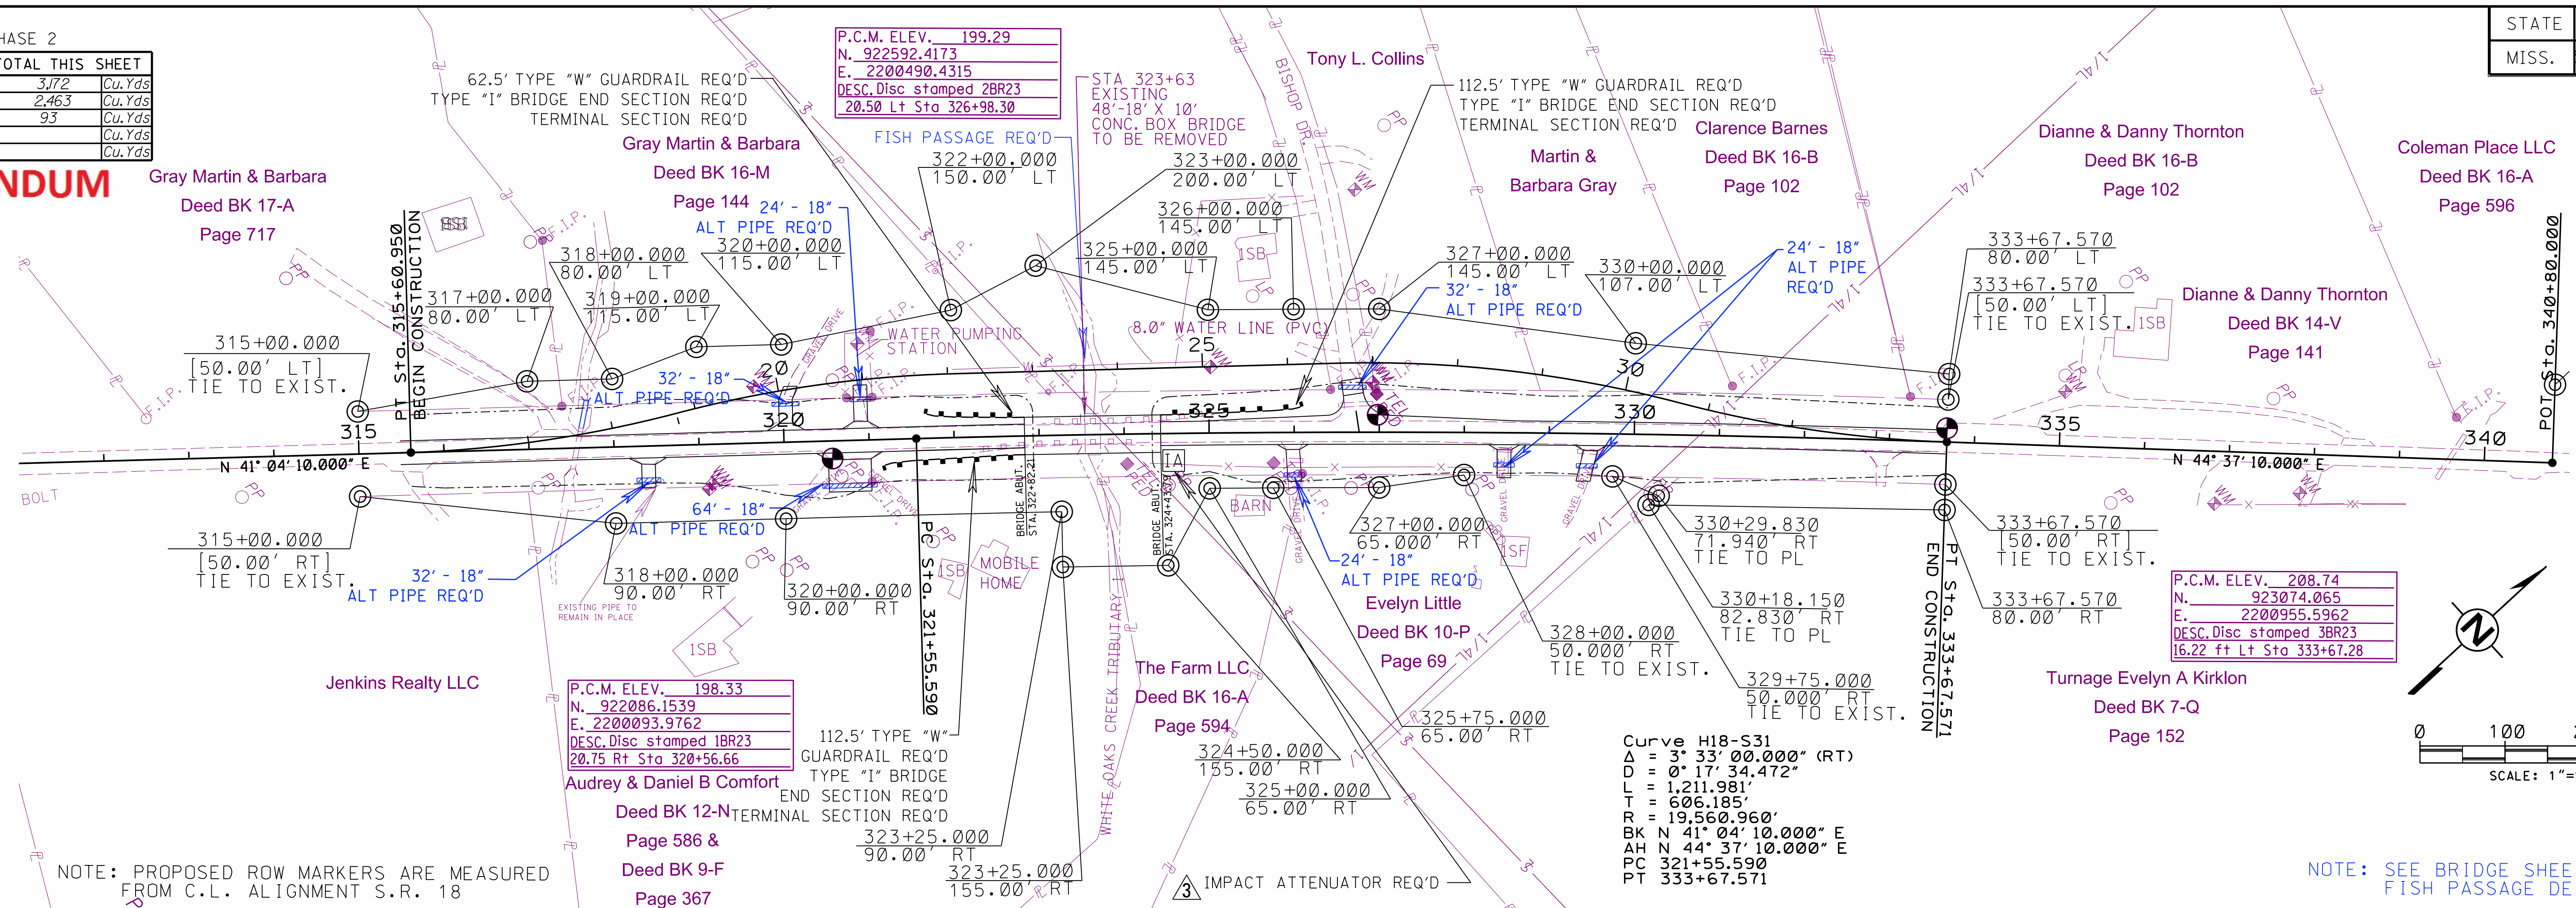 HASE 2
OTAL THIS SHEET
3,172 Cu.Yds
2,463 Cu.Yds
93 Cu.Yds
Cu.Yds
Cu.Yds
NDUM
STATE
MISS.
Gray Martin & Barbara
Deed BK 17-A
Page 717
62.5' TYPE "W" GUARDRAIL REQ'D
TYPE "I" BRIDGE END SECTION REQ'D
TERMINAL SECTION REQ'D
Gray Martin & Barbara
Deed BK 16-M
Page 144
P.C.M. ELEV. 199.29
N. 922592.4173
E. 2200490.4315
DESC. Disc stamped 2BR23
20.50 Lt Sta 326+98.30
FISH PASSAGE REQ'D
STA 323+63
EXISTING
48'-18' X 10'
CONC. BOX BRIDGE
TO BE REMOVED
BISHOP DR.
Tony L. Collins
112.5' TYPE "W" GUARDRAIL REQ'D
TYPE "I" BRIDGE END SECTION REQ'D
TERMINAL SECTION REQ'D
Martin &
Barbara Gray
Clarence Barnes
Deed BK 16-B
Page 102
Dianne & Danny Thornton
Deed BK 16-B
Page 102
Coleman Place LLC
Deed BK 16-A
Page 596
Dianne & Danny Thornton
Deed BK 14-V
Page 141
24' - 18"
ALT PIPE REQ'D
315+00.000
[50.00' LT]
TIE TO EXIST.
PT Sta. 315+60.950
BEGIN CONSTRUCTION
317+00.000
80.00' LT
318+00.000
80.00' LT
319+00.000
115.00' LT
320+00.000
115.00' LT
322+00.000
150.00' LT
323+00.000
200.00' LT
325+00.000
145.00' LT
326+00.000
145.00' LT
327+00.000
145.00' LT
330+00.000
107.00' LT
333+67.570
80.00' LT
333+67.570
[50.00' LT]
TIE TO EXIST.
POT Sta. 340+80.000
32' - 18"
ALT PIPE REQ'D
24' - 18"
ALT PIPE
REQ'D
32' - 18"
ALT PIPE REQ'D
GRAVEL DRIVE
WATER PUMPING
STATION
8.0" WATER LINE (PVC)
1SB
LP
1SB
20
25
30
315
320
325
330
335
340
N 41° 04' 10.000" E
N 44° 37' 10.000" E
BOLT
BRIDGE ABUT.
STA. 322+82.21
BRIDGE ABUT.
IA
TEL
PED
TEL
BARN
GRAVEL DRIVE
GRAVEL DRIVE
GRAVEL DRIVE
1SF
315+00.000
[50.00' RT]
TIE TO EXIST.
32' - 18"
ALT PIPE REQ'D
64' - 18"
ALT PIPE REQ'D
318+00.000
90.00' RT
320+00.000
90.00' RT
EXISTING PIPE TO
REMAIN IN PLACE
1SB
1SB
MOBILE
HOME
PC Sta. 321+55.590
WHITE OAKS CREEK TRIBUTARY 1
24' - 18"
ALT PIPE REQ'D
327+00.000
65.000' RT
330+29.830
71.940' RT
TIE TO PL
330+18.150
82.830' RT
TIE TO PL
328+00.000
50.000' RT
TIE TO EXIST.
329+75.000
50.000' RT
TIE TO EXIST.
PT Sta. 333+67.571
END CONSTRUCTION
333+67.570
[50.00' RT]
TIE TO EXIST.
333+67.570
80.00' RT
P.C.M. ELEV. 208.74
N. 923074.065
E. 2200955.5962
DESC. Disc stamped 3BR23
16.22 ft Lt Sta 333+67.28
Turnage Evelyn A Kirklon
Deed BK 7-Q
Page 152
Evelyn Little
Deed BK 10-P
Page 69
The Farm LLC
Deed BK 16-A
Page 594
Jenkins Realty LLC
P.C.M. ELEV. 198.33
N. 922086.1539
E. 2200093.9762
DESC. Disc stamped 1BR23
20.75 Rt Sta 320+56.66
Audrey & Daniel B Comfort
Deed BK 12-N
Page 586 &
Deed BK 9-F
Page 367
112.5' TYPE "W"
GUARDRAIL REQ'D
TYPE "I" BRIDGE
END SECTION REQ'D
TERMINAL SECTION REQ'D
323+25.000
90.00' RT
323+25.000
155.00' RT
324+50.000
155.00' RT
325+00.000
65.00' RT
325+75.000
65.00' RT
3 IMPACT ATTENUATOR REQ'D
Curve H18-S31
Δ = 3° 33' 00.000" (RT)
D = 0° 17' 34.472"
L = 1,211.981'
T = 606.185'
R = 19,560.960'
BK N 41° 04' 10.000" E
AH N 44° 37' 10.000" E
PC 321+55.590
PT 333+67.571
N
0 100
SCALE: 1"=
NOTE: PROPOSED ROW MARKERS ARE MEASURED
FROM C.L. ALIGNMENT S.R. 18
NOTE: SEE BRIDGE SHEE
FISH PASSAGE DE